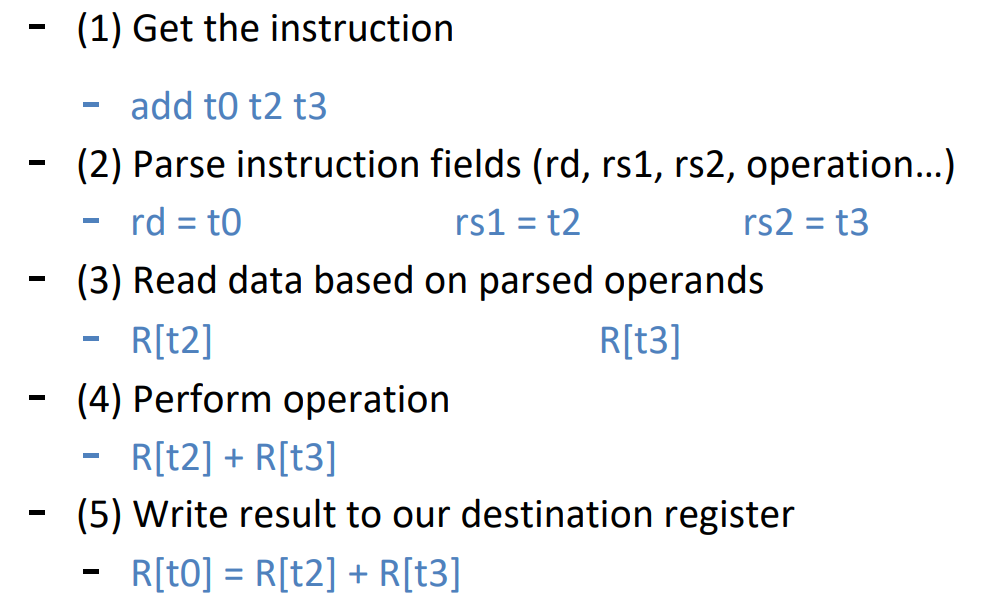 - (1) Get the instruction
- add t0 t2 t3
- (2) Parse instruction fields (rd, rs1, rs2, operation...)
- rd = t0 rs1 = t2 rs2 = t3
- (3) Read data based on parsed operands
- R[t2] R[t3]
- (4) Perform operation
- R[t2] + R[t3]
- (5) Write result to our destination register
- R[t0] = R[t2] + R[t3]